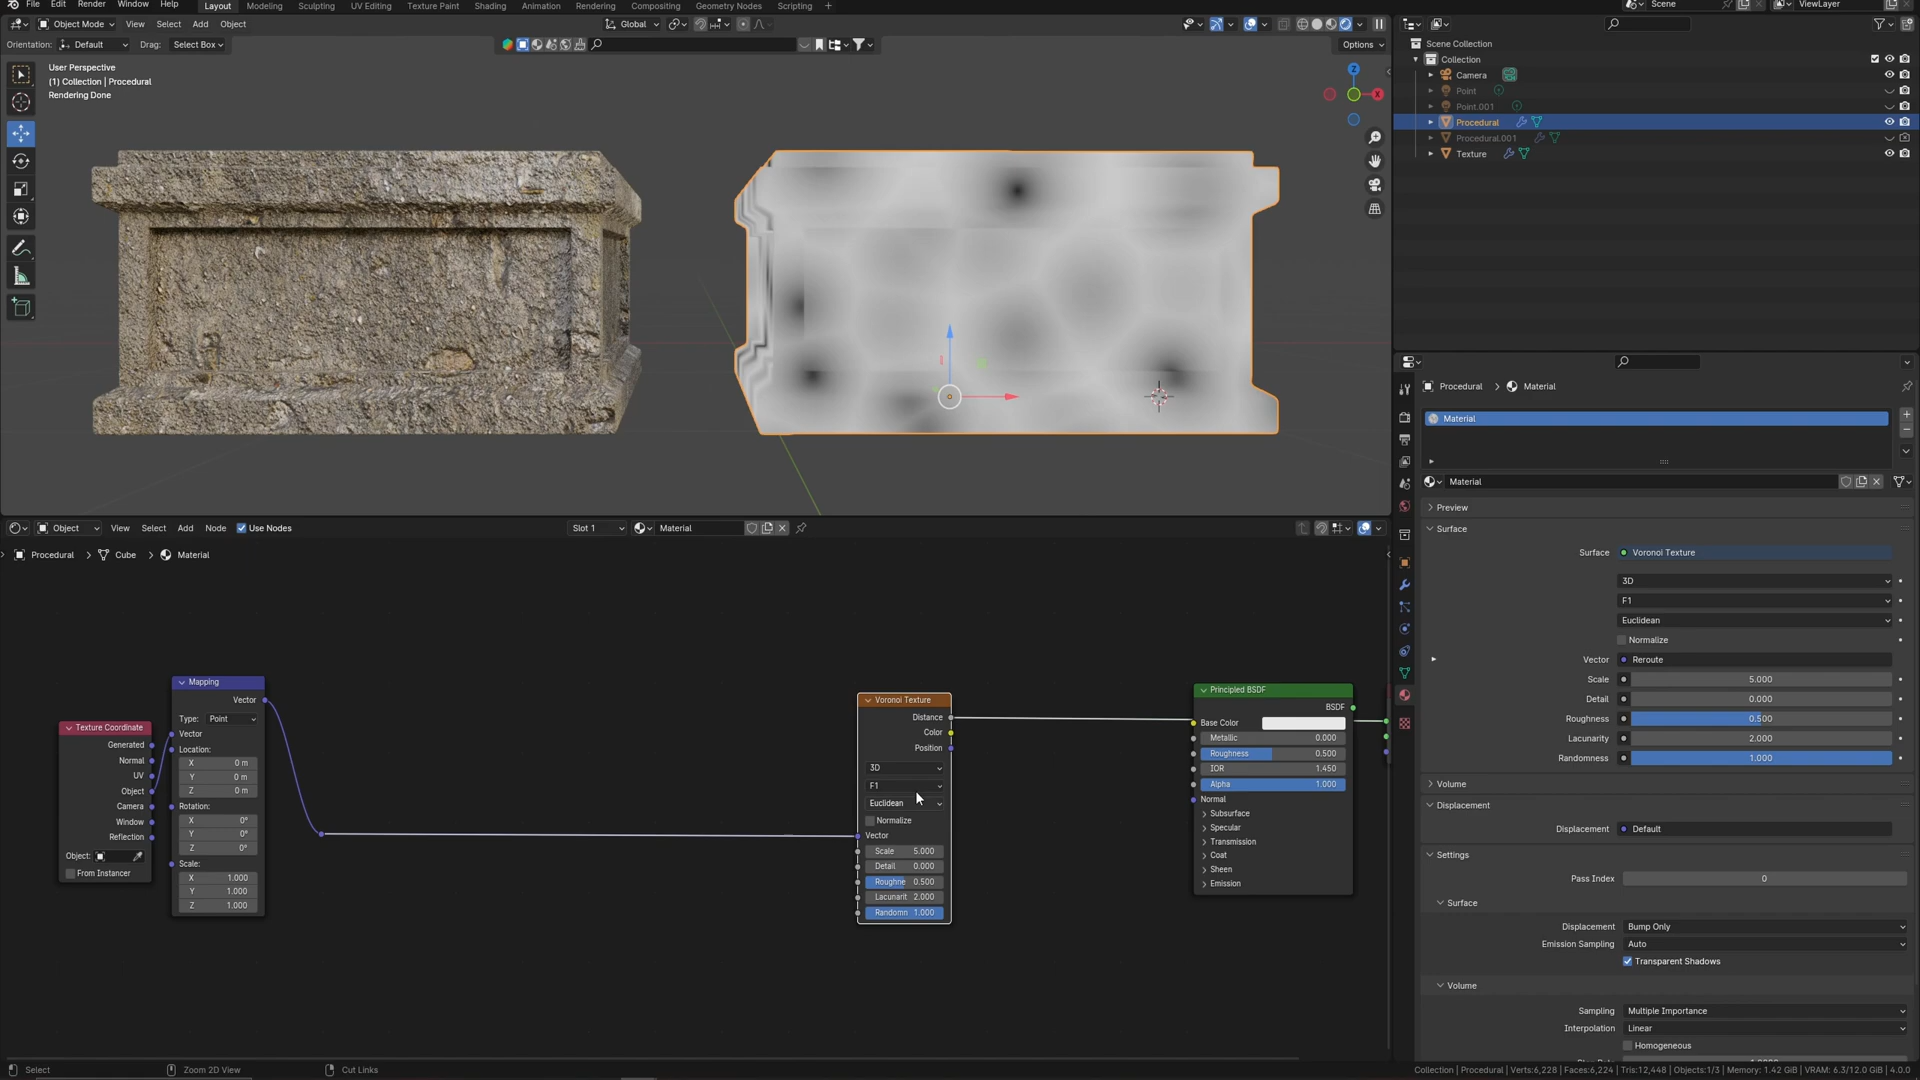 File Edit Render Window Help Layout Modeling Sculpting UV Editing Texture Paint Shading Animation Rendering Compositing Geometry Nodes Scripting + Scene ViewLayer
Object Mode View Select Add Object Global
Orientation: Default Drag: Select Box Options
User Perspective
(1) Collection | Procedural
Rendering Done
Z
X
Scene Collection
Collection
Camera
Point
Point.001
Procedural
Procedural.001
Texture
Object View Select Add Node Use Nodes Slot 1 Material
Procedural > Cube > Material
Mapping
Vector
Type: Point
Vector
Location:
X 0 m
Y 0 m
Z 0 m
Rotation:
X 0°
Y 0°
Z 0°
Scale:
X 1.000
Y 1.000
Z 1.000
Texture Coordinate
Generated
Normal
UV
Object
Camera
Window
Reflection
Object:
From Instancer
Voronoi Texture
Distance
Color
Position
3D
F1
Euclidean
Normalize
Vector
Scale 5.000
Detail 0.000
Roughne 0.500
Lacunarit 2.000
Randomn 1.000
Principled BSDF
BSDF
Base Color
Metallic 0.000
Roughness 0.500
IOR 1.450
Alpha 1.000
Normal
Subsurface
Specular
Transmission
Coat
Sheen
Emission
Procedural > Material
Material
Material
Preview
Surface
Surface Voronoi Texture
3D
F1
Euclidean
Normalize
Vector Reroute
Scale 5.000
Detail 0.000
Roughness 0.500
Lacunarity 2.000
Randomness 1.000
Volume
Displacement
Displacement Default
Settings
Pass Index 0
Surface
Displacement Bump Only
Emission Sampling Auto
Transparent Shadows
Volume
Sampling Multiple Importance
Interpolation Linear
Homogeneous
Select Zoom 2D View Cut Links
Collection | Procedural | Verts:6,228 | Faces:6,224 | Tris:12,448 | Objects:1/3 | Memory: 1.42 GiB | VRAM: 6.3/12.0 GiB | 4.0.0